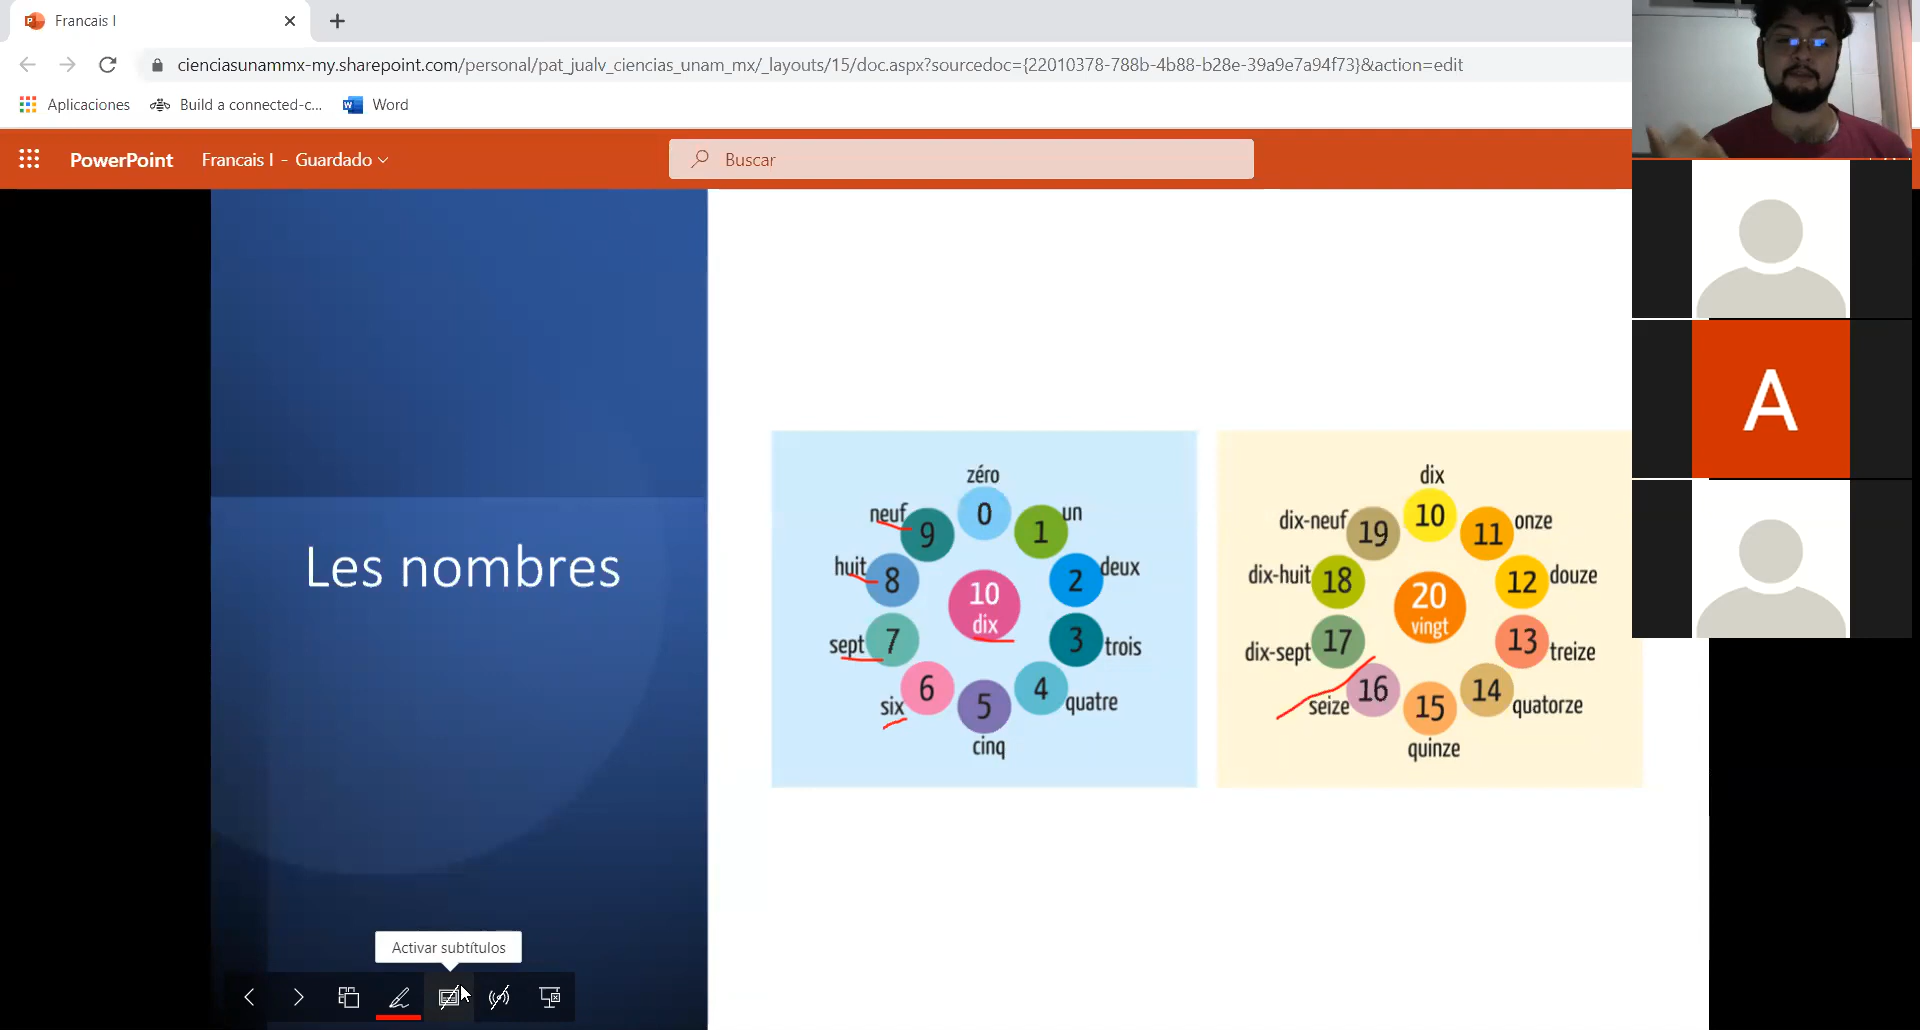 Francais I
cienciasunammx-my.sharepoint.com/personal/pat_jualv_ciencias_unam_mx/_layouts/15/doc.aspx?sourcedoc={22010378-788b-4b88-b28e-39a9e7a94f73}&action=edit
Aplicaciones
Build a connected-c...
Word
PowerPoint
Francais I - Guardado
Buscar
Les nombres
zéro
0
un
1
deux
2
trois
3
quatre
4
cinq
5
six
6
sept
7
huit
8
neuf
9
10
dix
dix
10
onze
11
douze
12
treize
13
quatorze
14
quinze
15
seize
16
dix-sept
17
dix-huit
18
dix-neuf
19
20
vingt
A
Activar subtítulos